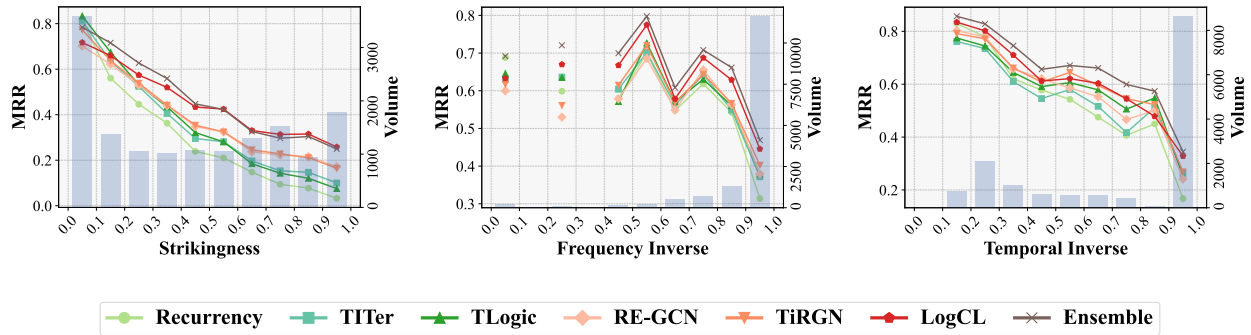 MRR
0.8
0.6
0.4
0.2
0.0
0.0 0.1 0.2 0.3 0.4 0.5 0.6 0.7 0.8 0.9 1.0
Strikingness
3000
2000
1000
0
Volume
MRR
0.8
0.7
0.6
0.5
0.4
0.3
0.0 0.1 0.2 0.3 0.4 0.5 0.6 0.7 0.8 0.9 1.0
Frequency Inverse
10000
7500
5000
2500
0
Volume
MRR
0.8
0.6
0.4
0.2
0.0 0.1 0.2 0.3 0.4 0.5 0.6 0.7 0.8 0.9 1.0
Temporal Inverse
8000
6000
4000
2000
0
Volume
Recurrency TITer TLogic RE-GCN TiRGN LogCL Ensemble